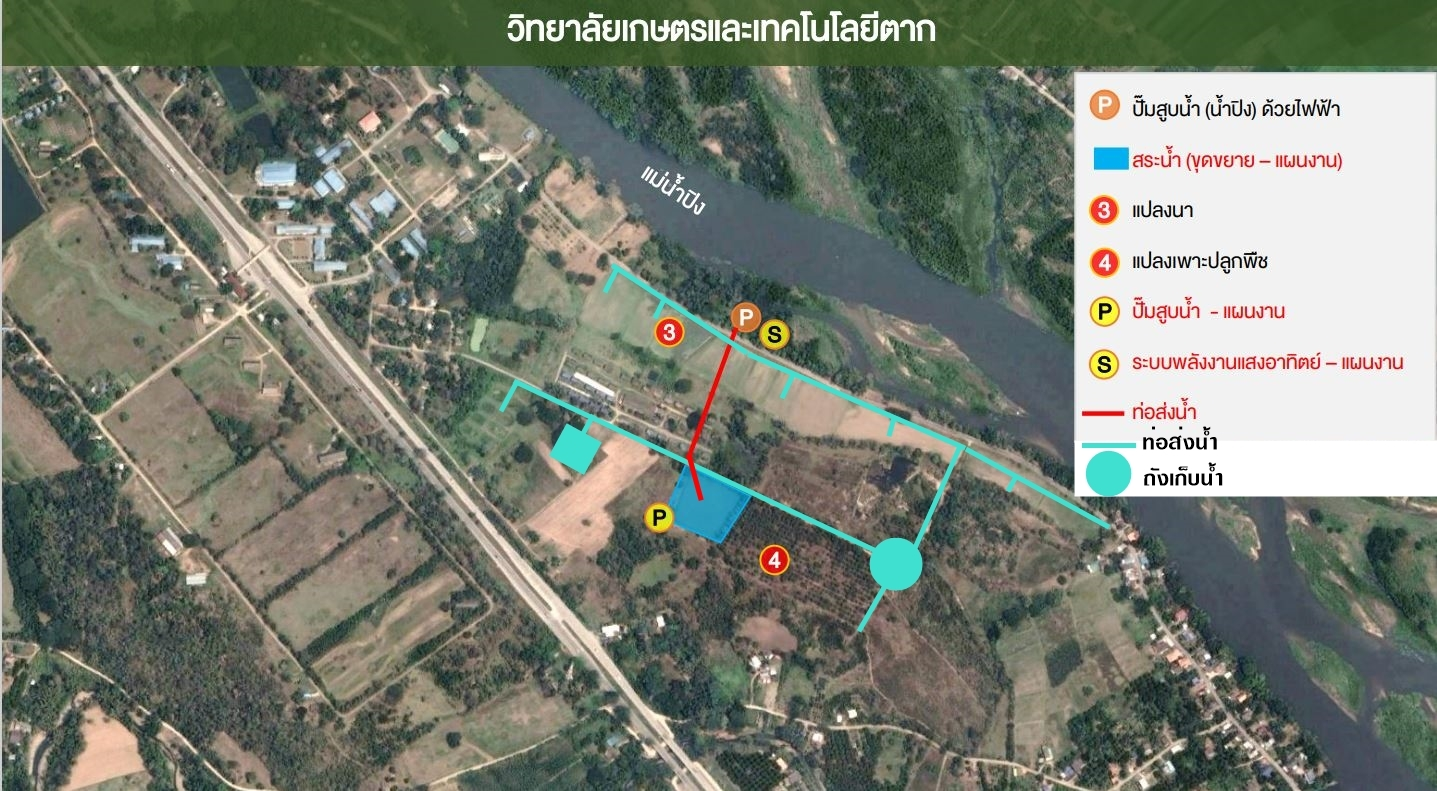 วิทยาลัยเกษตรและเทคโนโลยีตาก
P ปั๊มสูบน้ำ (น้ำปิง) ด้วยไฟฟ้า
สระน้ำ (ขุดขยาย – แผนงาน)
3 แปลงนา
4 แปลงเพาะปลูกพืช
P ปั๊มสูบน้ำ - แผนงาน
S ระบบพลังงานแสงอาทิตย์ – แผนงาน
ท่อส่งน้ำ
ท่อส่งน้ำ
ถังเก็บน้ำ
แม่น้ำปิง
3
P
S
P
4